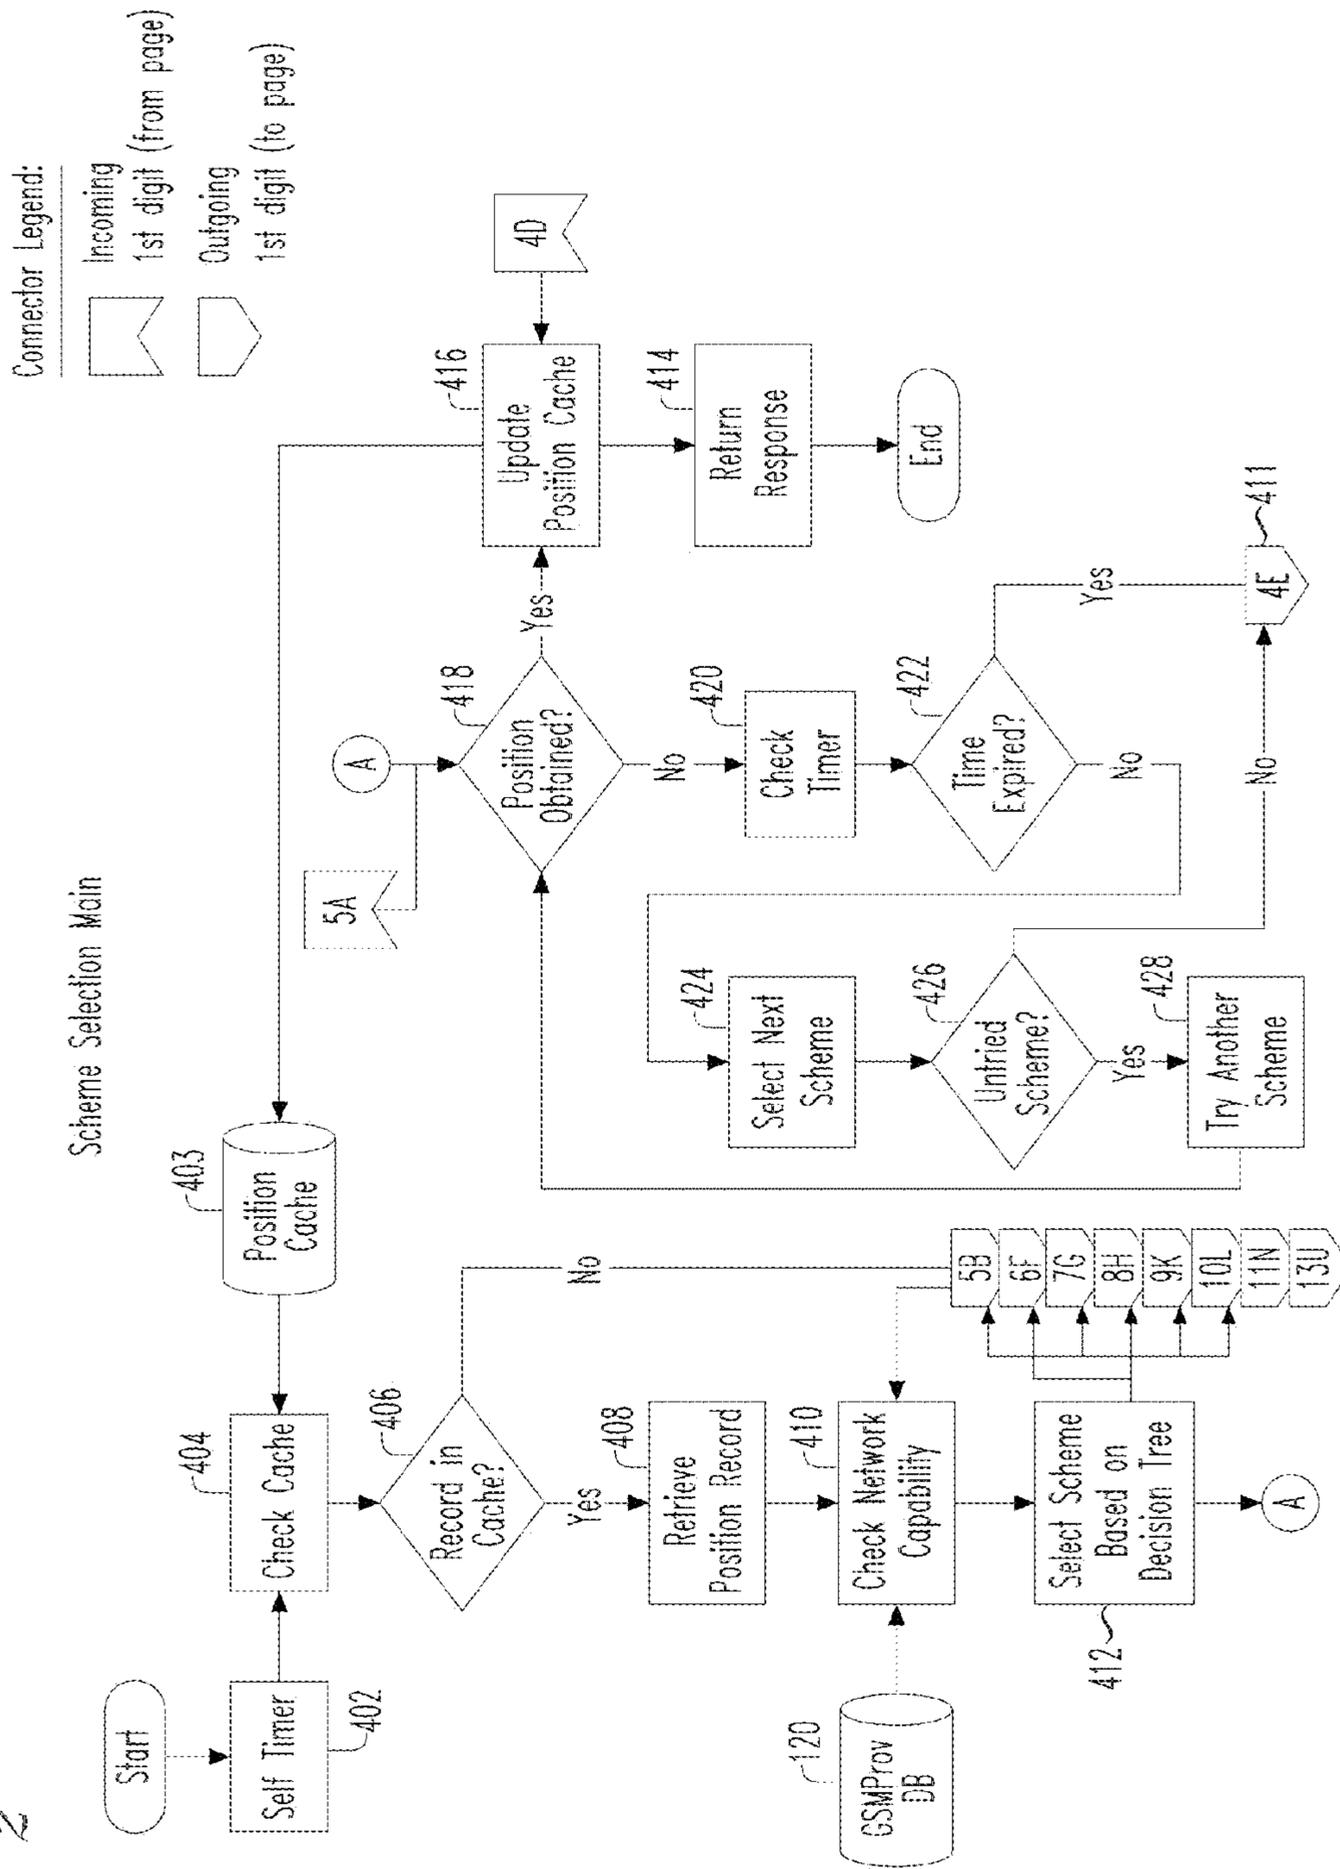 2
Scheme Selection Main
Connector Legend:
Incoming
1st digit (from page)
Outgoing
1st digit (to page)
Start
Self Timer
402
404
Check Cache
403
Position
Cache
406
Record in
Cache?
No
Yes
408
Retrieve
Position Record
120
GSMProv
DB
410
Check Network
Capability
412
Select Scheme
Based on
Decision Tree
A
5B
6F
7G
8H
9K
10L
11N
13U
5A
A
418
Position
Obtained?
Yes
No
416
Update
Position Cache
4D
414
Return
Response
End
420
Check
Timer
422
Time
Expired?
Yes
No
424
Select Next
Scheme
426
Untried
Scheme?
No
Yes
428
Try Another
Scheme
4E
411